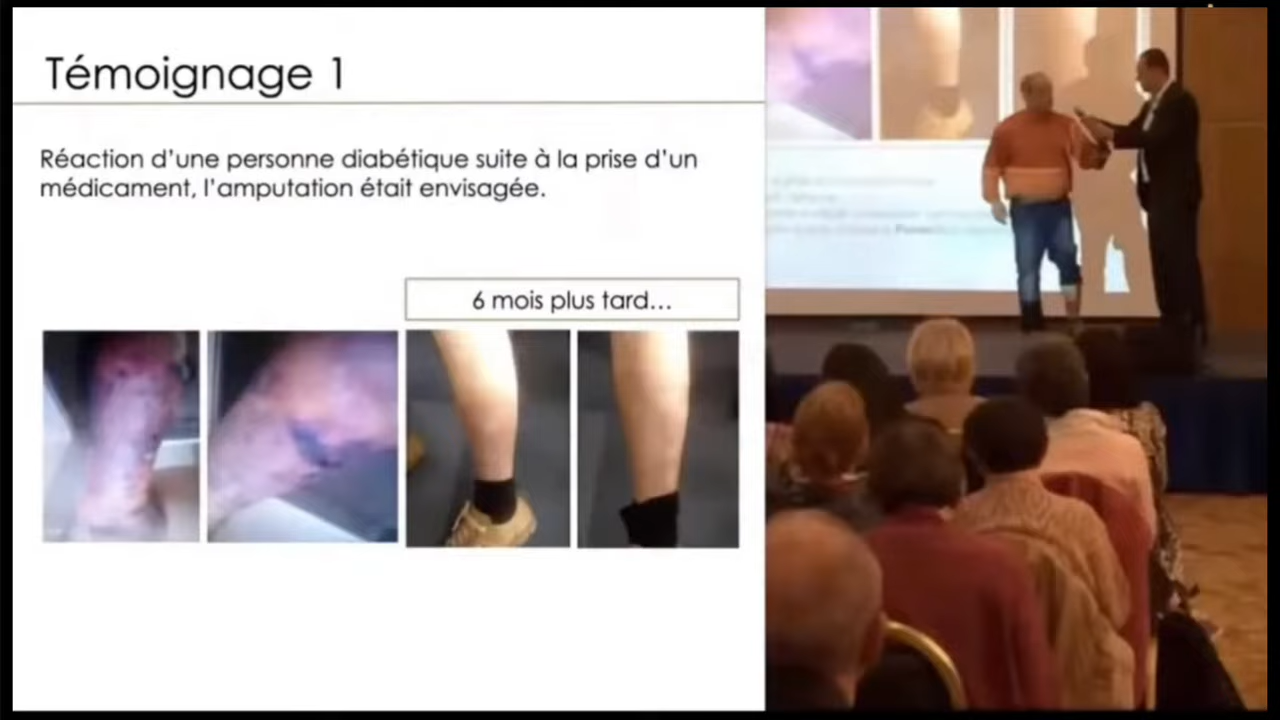 Témoignage 1
Réaction d'une personne diabétique suite à la prise d'un
médicament, l'amputation était envisagée.
6 mois plus tard...